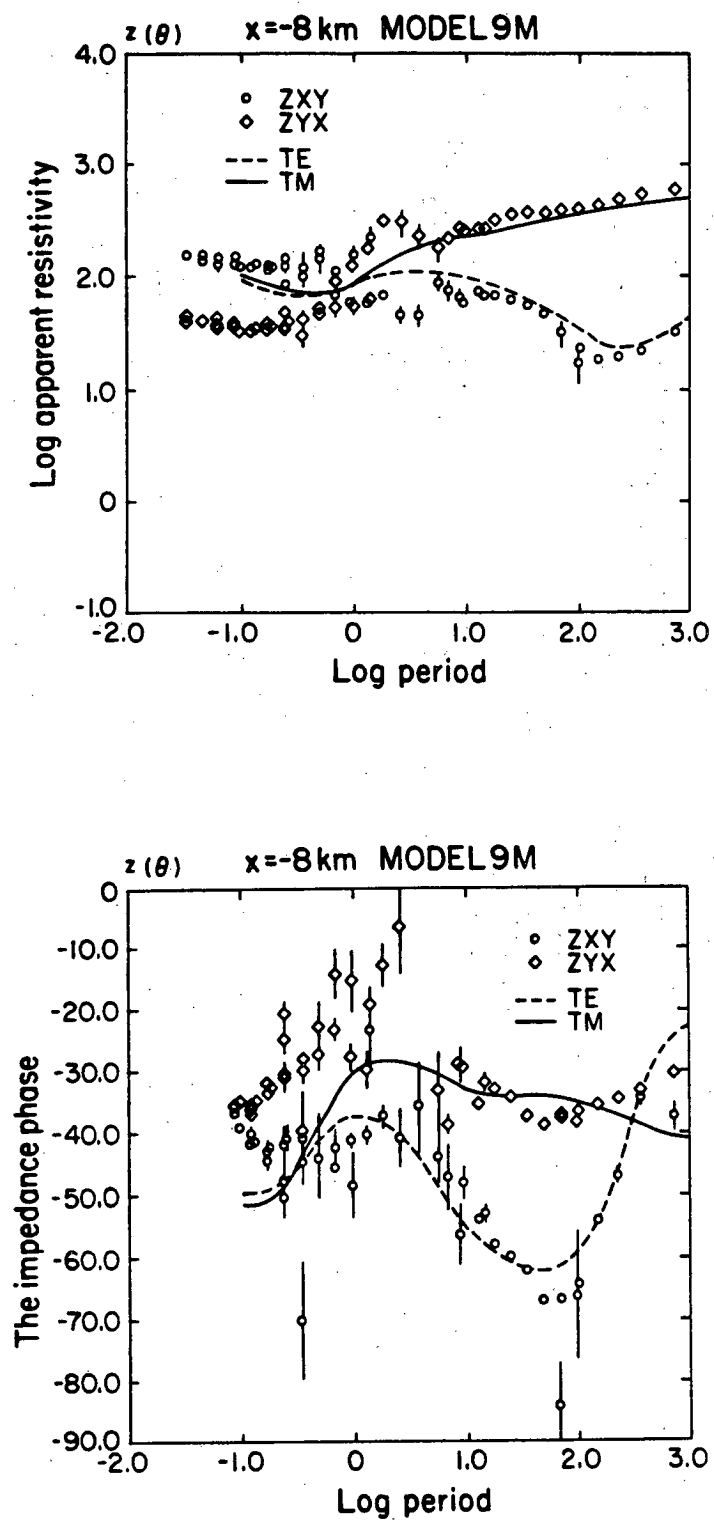 z(θ) x=-8km MODEL9M
4.0
ZXY
ZYX
3.0
TE
TM
2.0
1.0
0
-1.0
-2.0 -1.0 0 1.0 2.0 3.0
Log apparent resistivity
Log period
z(θ) x=-8km MODEL9M
0
ZXY
-10.0
ZYX
TE
-20.0
TM
-30.0
-40.0
-50.0
-60.0
-70.0
-80.0
-90.0
-2.0 -1.0 0 1.0 2.0 3.0
The impedance phase
Log period